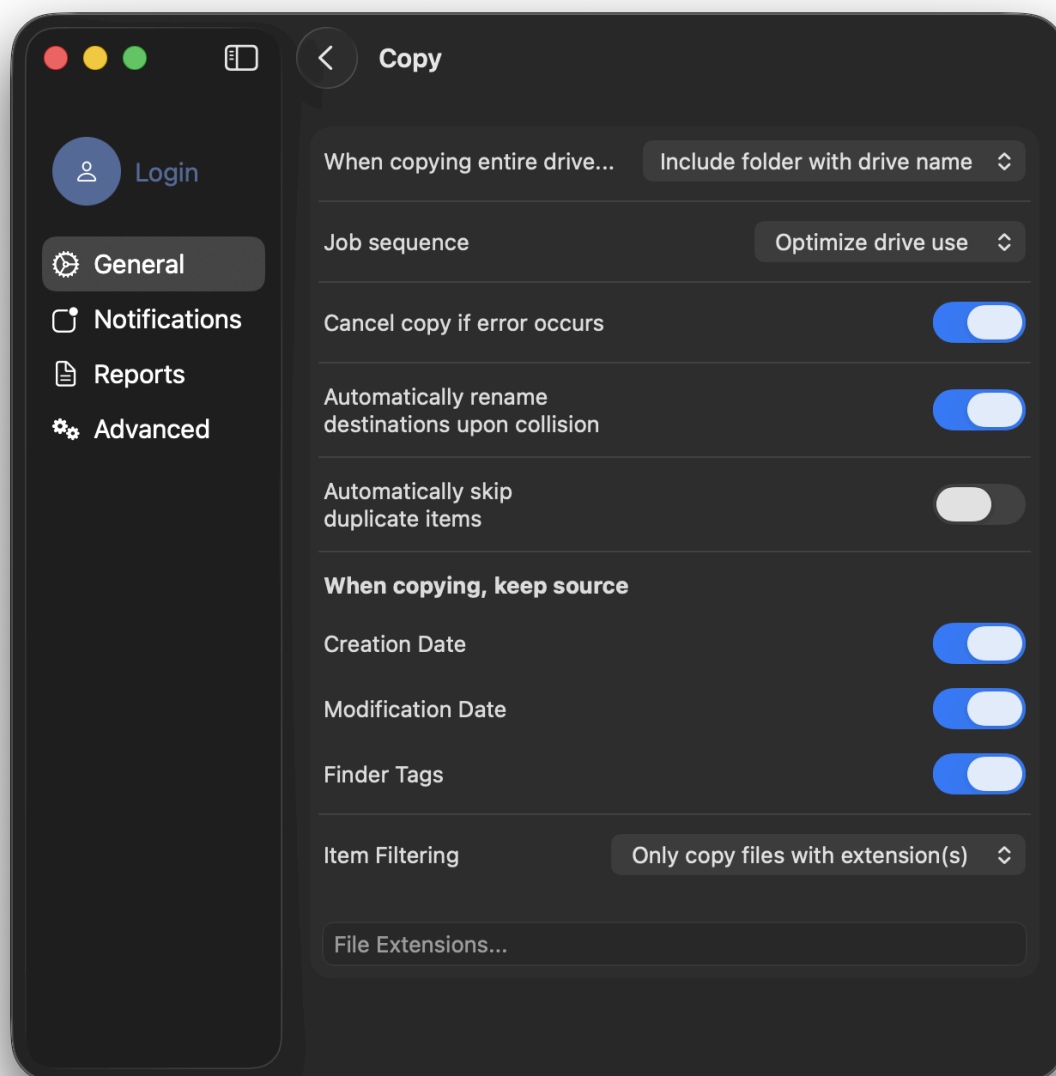 Copy
Login
General
Notifications
Reports
Advanced
When copying entire drive...
Include folder with drive name
Job sequence
Optimize drive use
Cancel copy if error occurs
Automatically rename
destinations upon collision
Automatically skip
duplicate items
When copying, keep source
Creation Date
Modification Date
Finder Tags
Item Filtering
Only copy files with extension(s)
File Extensions...